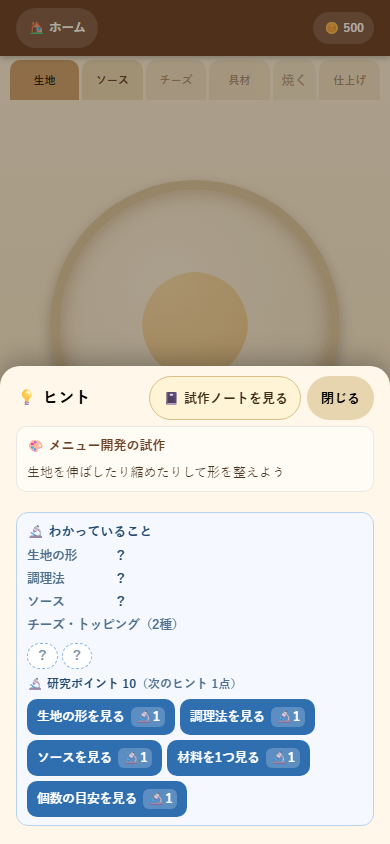 ホーム
500
生地 ソース チーズ 具材 焼く 仕上げ
ヒント
試作ノートを見る
閉じる
メニュー開発の試作
生地を伸ばしたり縮めたりして形を整えよう
わかっていること
生地の形 ?
調理法 ?
ソース ?
チーズ・トッピング（2種）
? ?
研究ポイント 10（次のヒント 1点）
生地の形を見る 1
調理法を見る 1
ソースを見る 1
材料を1つ見る 1
個数の目安を見る 1